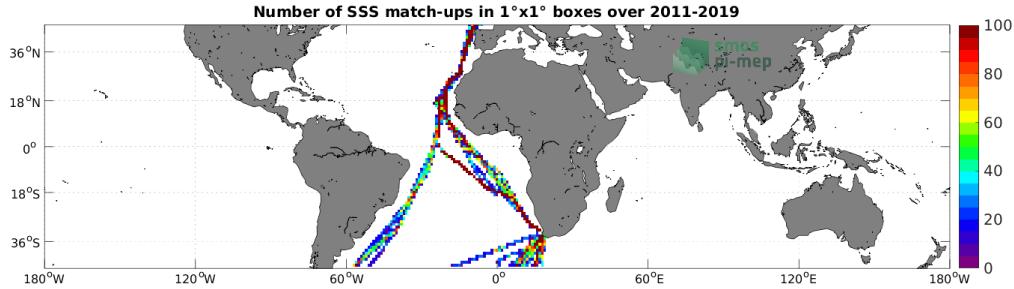 Number of SSS match-ups in 1°x1° boxes over 2011-2019
smos
pi-mep
36°N
18°N
0°
18°S
36°S
180°W
120°W
60°W
0°
60°E
120°E
180°W
100
80
60
40
20
0